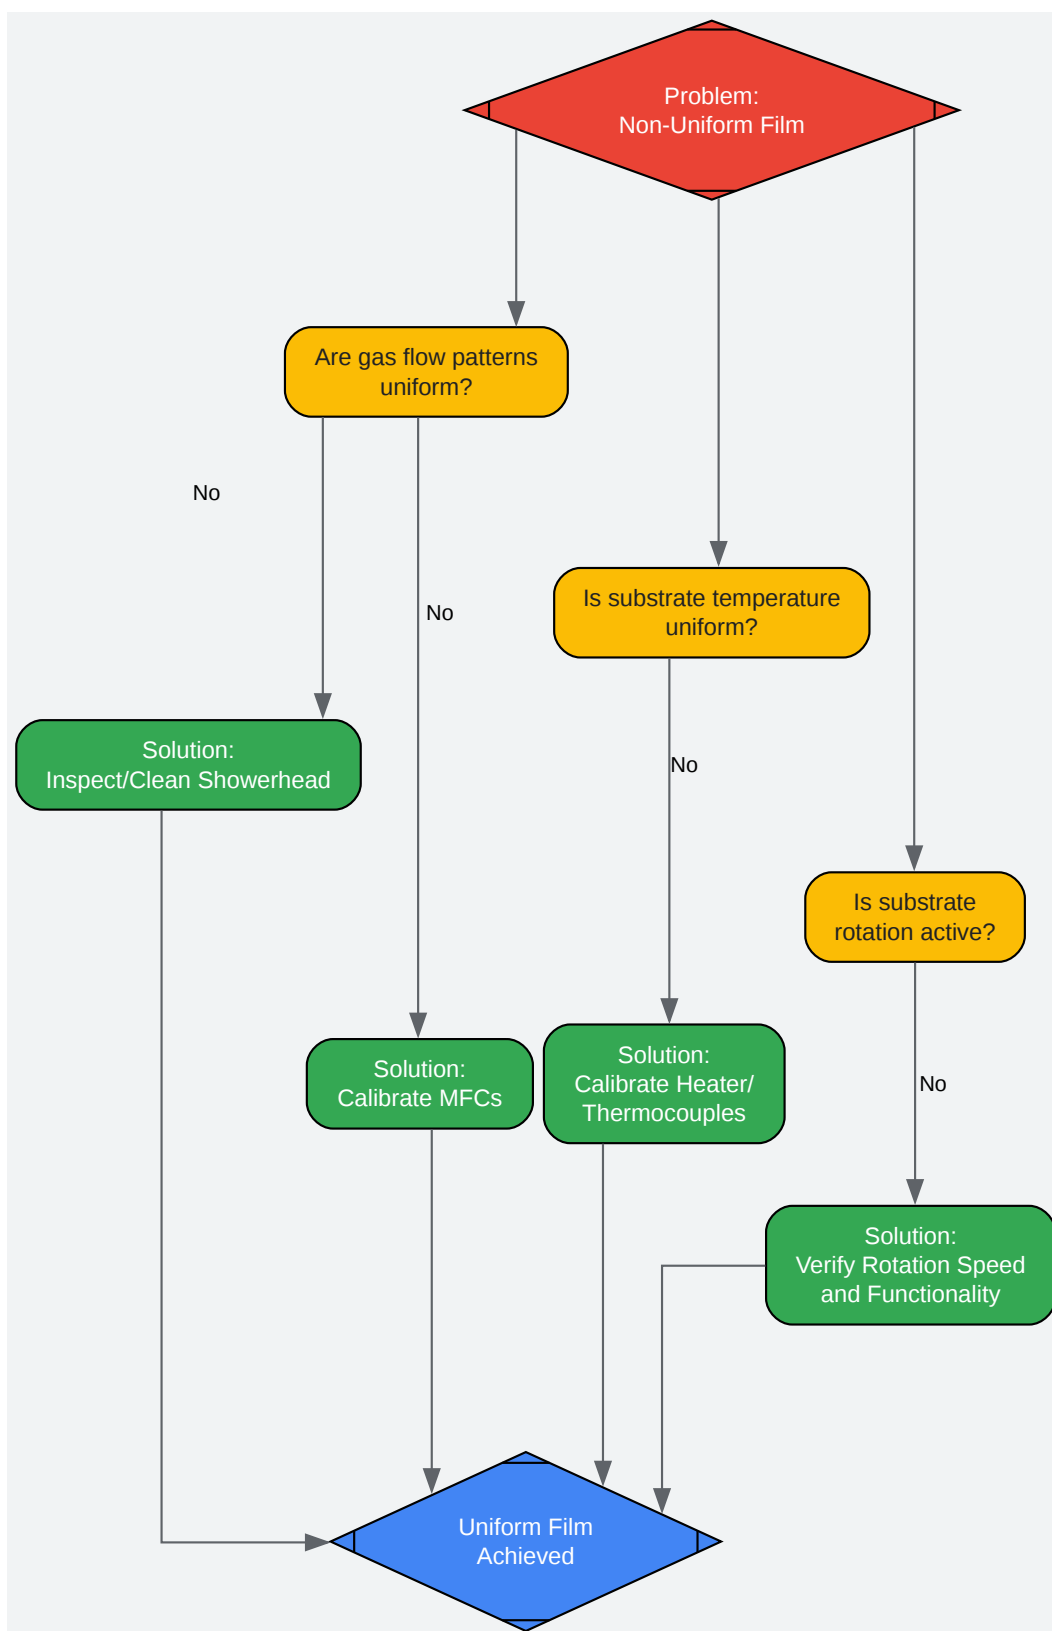 Problem:
Non-Uniform Film
Are gas flow patterns
uniform?
No
No
Is substrate temperature
uniform?
Solution:
Inspect/Clean Showerhead
No
Is substrate
rotation active?
Solution:
Calibrate MFCs
Solution:
Calibrate Heater/
Thermocouples
No
Solution:
Verify Rotation Speed
and Functionality
Uniform Film
Achieved